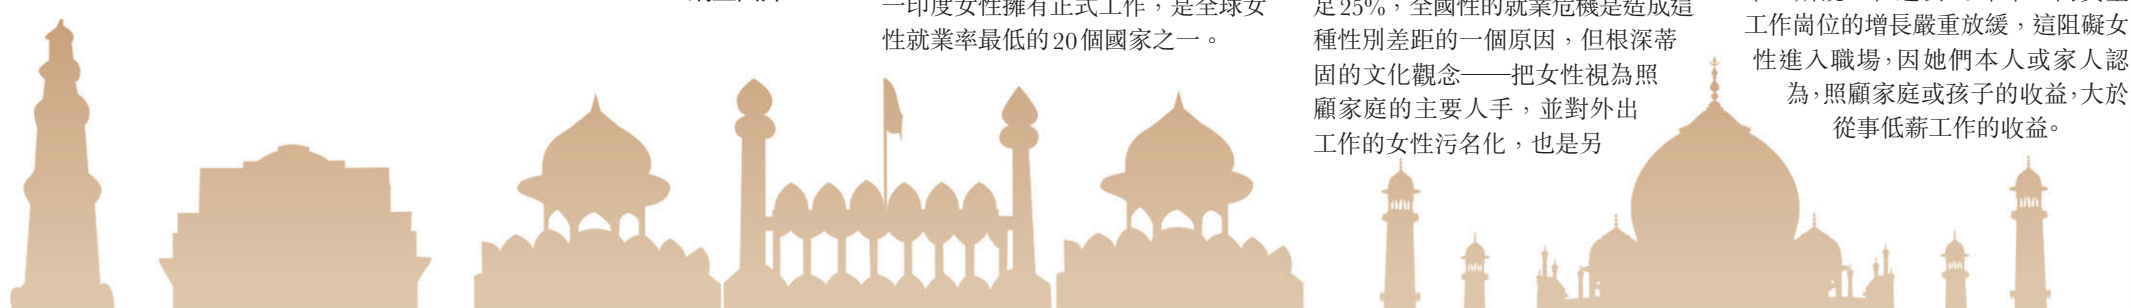 一印度女性擁有正式工作，是全球女
性就業率最低的20個國家之一。
足25%，全國性的就業危機是造成這
種性別差距的一個原因，但根深蒂
固的文化觀念——把女性視為照
顧家庭的主要人手，並對外出
工作的女性污名化，也是另
工作崗位的增長嚴重放緩，這阻礙女
性進入職場，因她們本人或家人認
為，照顧家庭或孩子的收益，大於
從事低薪工作的收益。